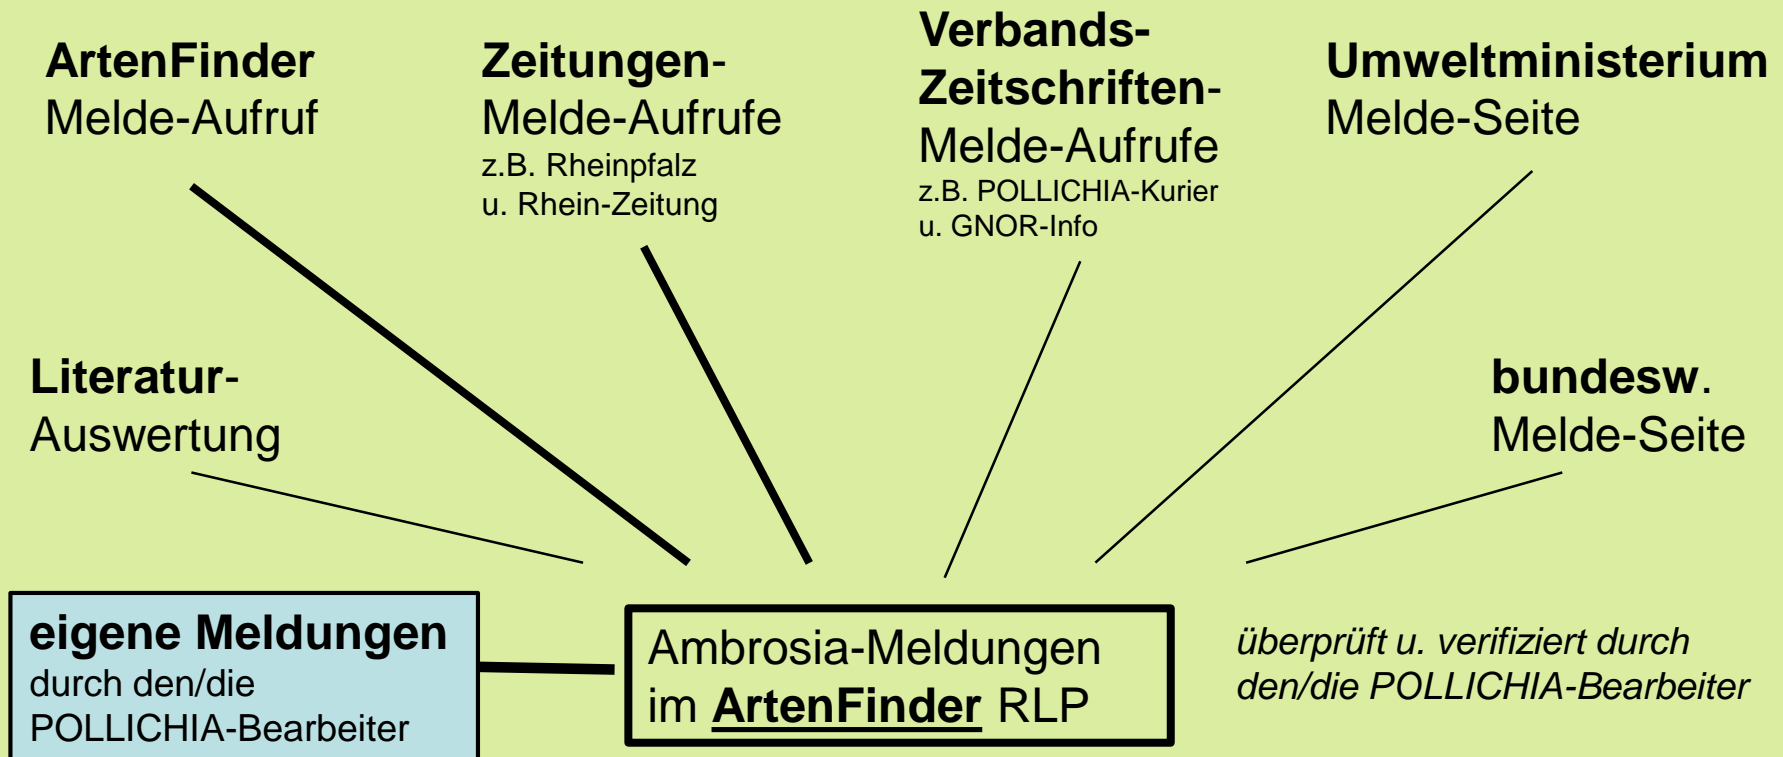 ArtenFinder
Melde-Aufruf
Zeitungen-
Melde-Aufrufe
z.B. Rheinpfalz
u. Rhein-Zeitung
Verbands-
Zeitschriften-
Melde-Aufrufe
z.B. POLLICHIA-Kurier
u. GNOR-Info
Umweltministerium
Melde-Seite
Literatur-
Auswertung
bundesw.
Melde-Seite
eigene Meldungen
durch den/die
POLLICHIA-Bearbeiter
Ambrosia-Meldungen
im ArtenFinder RLP
überprüft u. verifiziert durch
den/die POLLICHIA-Bearbeiter